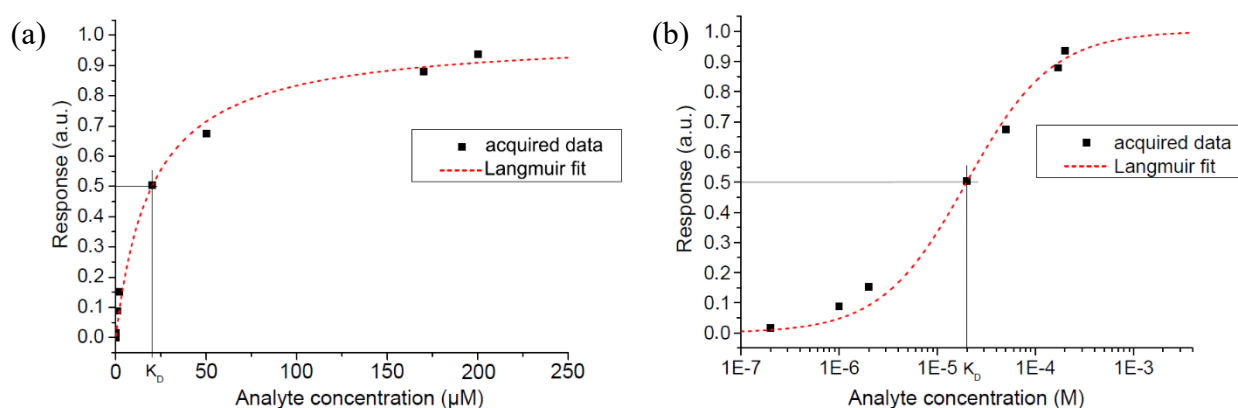 (a)
Response (a.u.)
1.0
0.9
0.8
0.7
0.6
0.5
0.4
0.3
0.2
0.1
0.0
acquired data
Langmuir fit
0 K_D 50 100 150 200 250
Analyte concentration (µM)
(b)
Response (a.u.)
1.0
0.9
0.8
0.7
0.6
0.5
0.4
0.3
0.2
0.1
0.0
acquired data
Langmuir fit
1E-7 1E-6 1E-5 K_D 1E-4 1E-3
Analyte concentration (M)